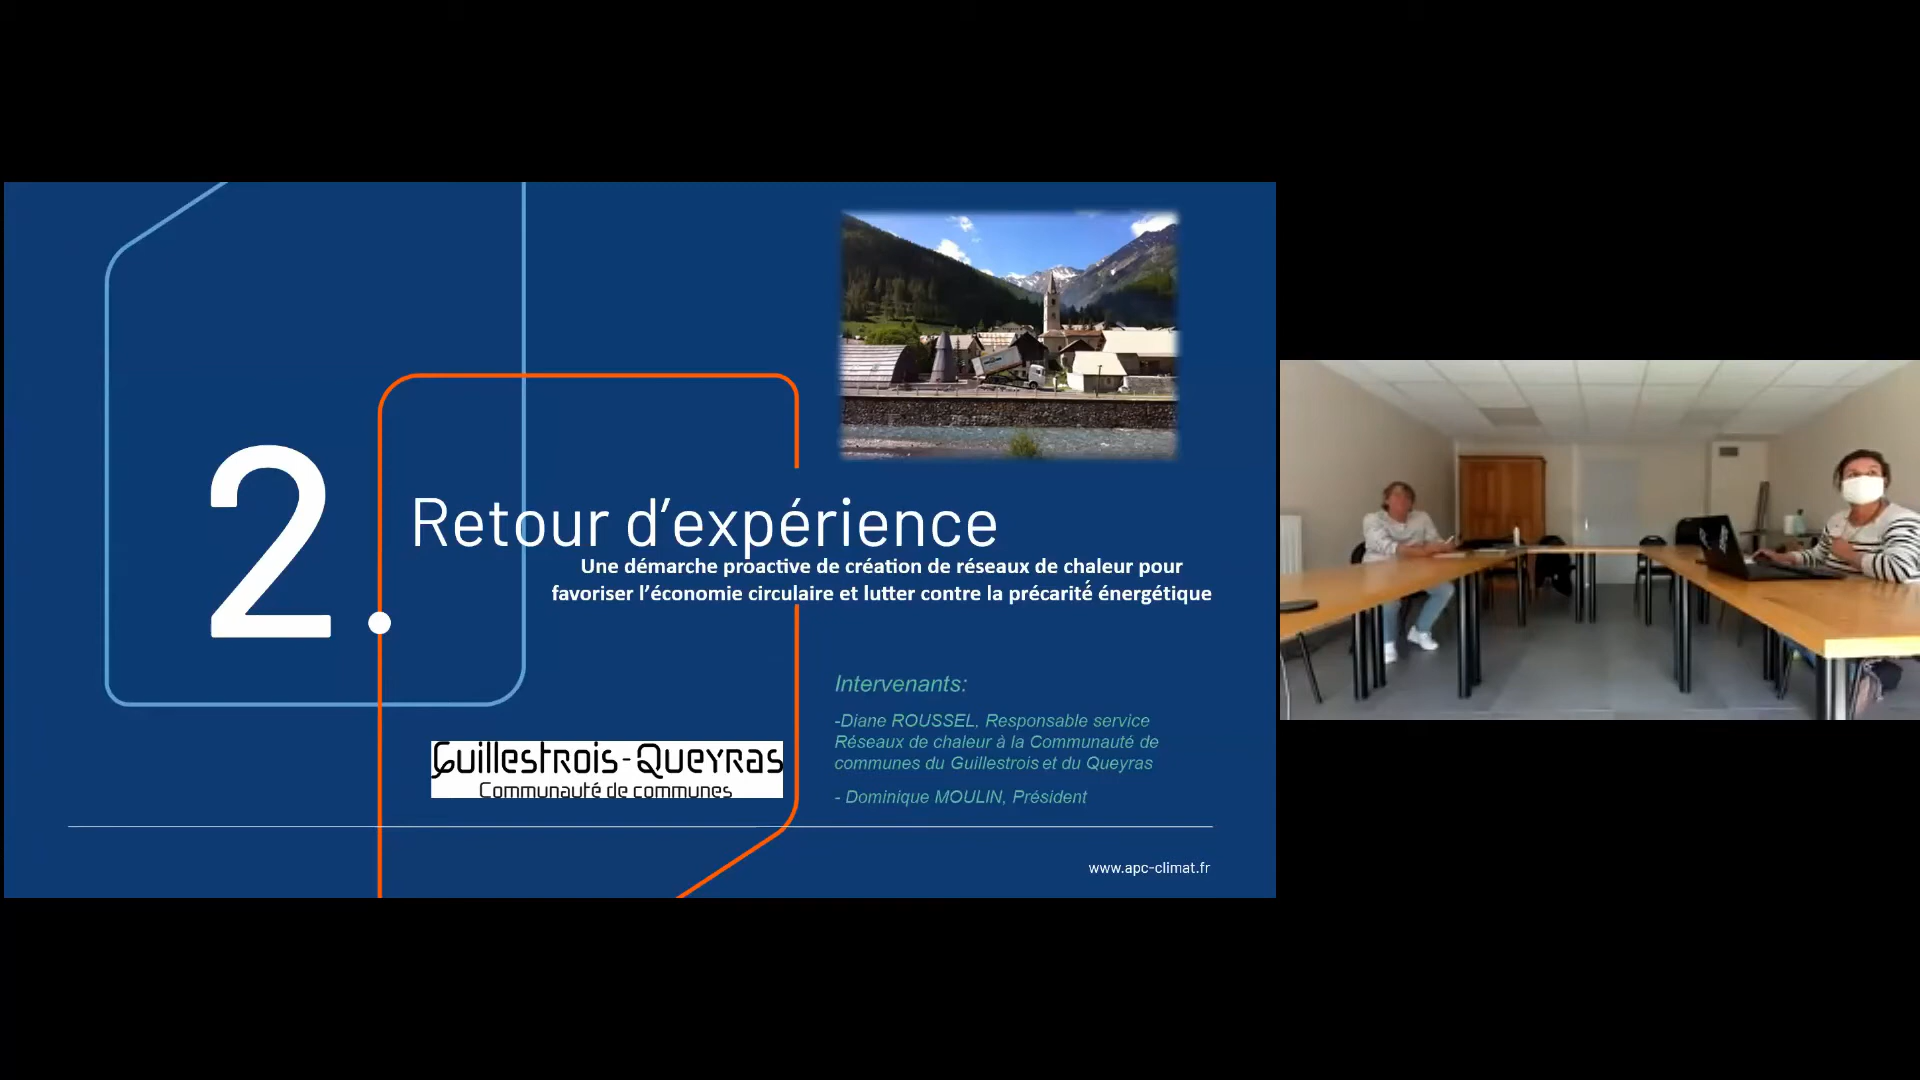 2.
Retour d’expérience
Une démarche proactive de création de réseaux de chaleur pour
favoriser l’économie circulaire et lutter contre la précarité énergétique
Intervenants:
-Diane ROUSSEL, Responsable service
Réseaux de chaleur à la Communauté de
communes du Guillestrois et du Queyras
- Dominique MOULIN, Président
Guillestrois-Queyras
Communauté de communes
www.apc-climat.fr